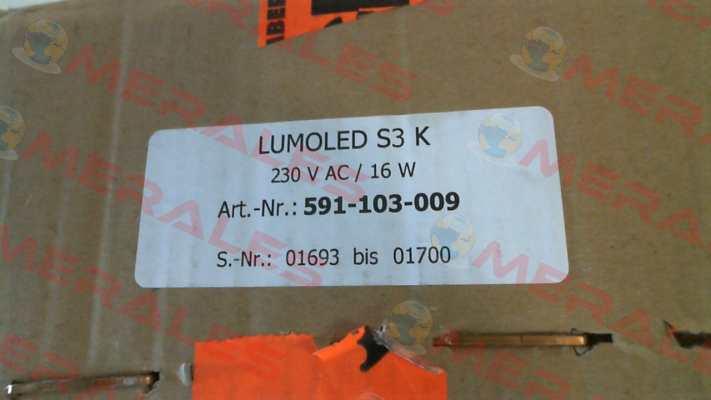 LUMOLED S3 K
230 V AC / 16 W
Art.-Nr.: 591-103-009
S.-Nr.: 01693 bis 01700
MERALES
MERALES
MERALES
MERALES